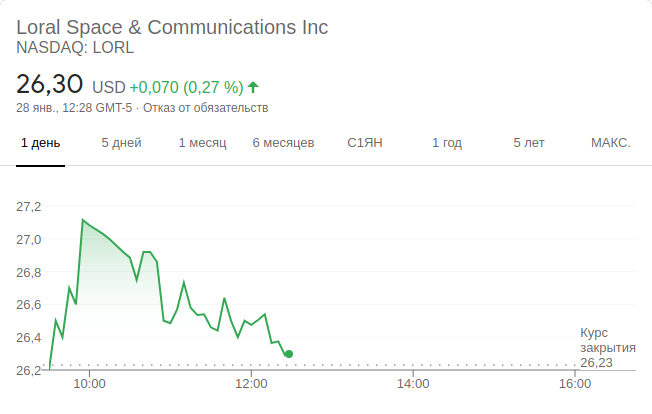 Loral Space & Communications Inc
NASDAQ: LORL
26,30 USD +0,070 (0,27 %)
28 янв., 12:28 GMT-5 · Отказ от обязательств
1 день 5 дней 1 месяц 6 месяцев С1ЯН 1 год 5 лет МАКС.
27,2
27,0
26,8
26,6
26,4
26,2
Курс
закрытия
26,23
10:00 12:00 14:00 16:00